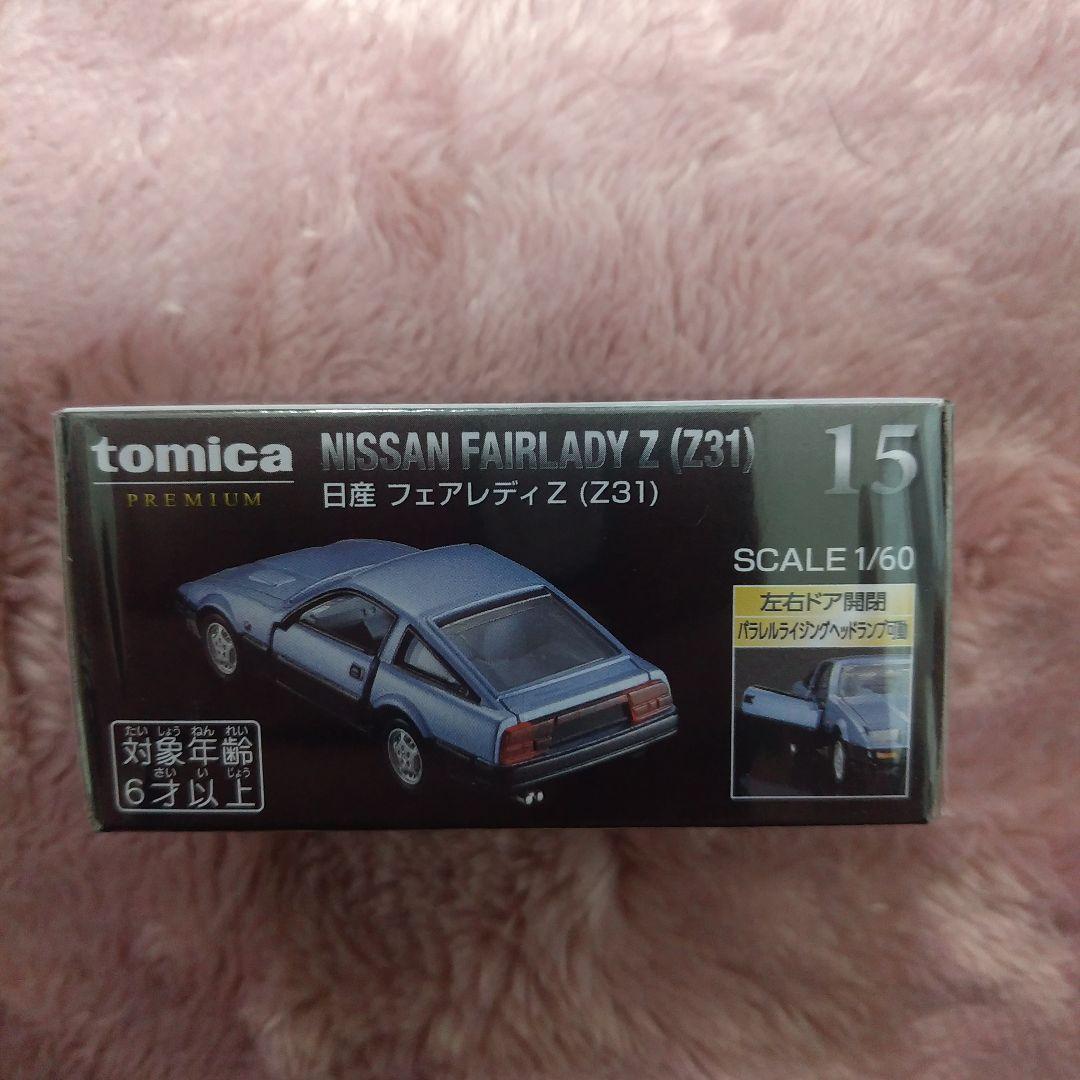 tomica
PREMIUM
NISSAN FAIRLADY Z (Z31)
日産 フェアレディZ (Z31)
15
SCALE 1/60
左右ドア開閉
パラレルライジングヘッドランプ可動
たいしょうねんれい
対象年齢
さいいじょう
6才以上